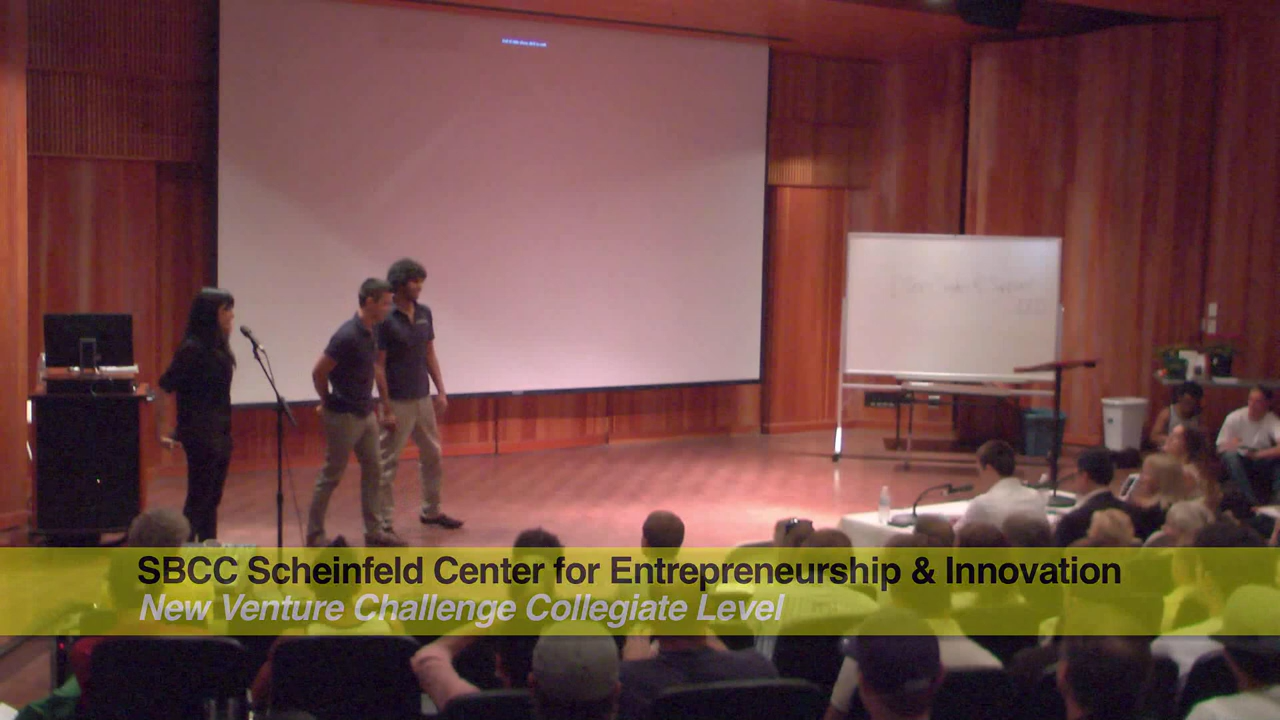 SBCC Scheinfeld Center for Entrepreneurship & Innovation
New Venture Challenge Collegiate Level